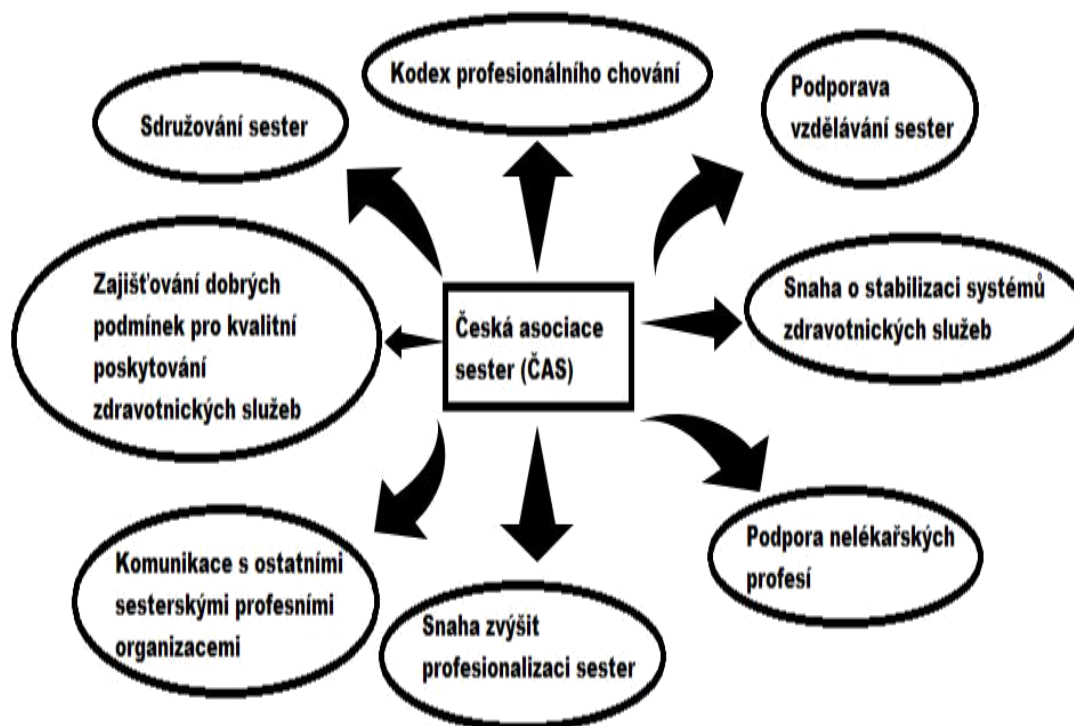 Kodex profesionálního chování
Podporava
vzdělávání sester
Sdružování sester
Zajišťování dobrých
podmínek pro kvalitní
poskytování
zdravotnických služeb
Česká asociace
sester (ČAS)
Snaha o stabilizaci systémů
zdravotnických služeb
Komunikace s ostatními
sesterskými profesními
organizacemi
Snaha zvýšit
profesionalizaci sester
Podpora nelékařských
profesí